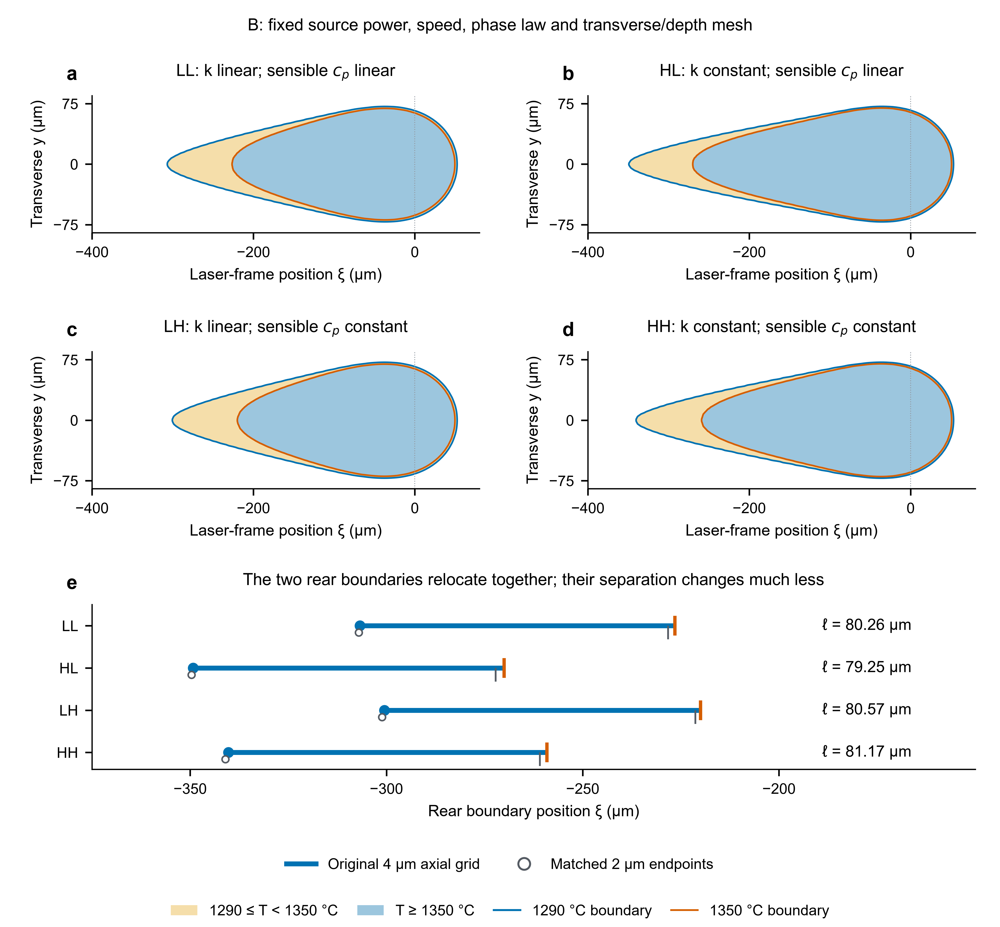 B: fixed source power, speed, phase law and transverse/depth mesh
a
LL: k linear; sensible cp linear
75
0
−75
Transverse y (μm)
−400
−200
0
Laser-frame position ξ (μm)
b
HL: k constant; sensible cp linear
75
0
−75
Transverse y (μm)
−400
−200
0
Laser-frame position ξ (μm)
c
LH: k linear; sensible cp constant
75
0
−75
Transverse y (μm)
−400
−200
0
Laser-frame position ξ (μm)
d
HH: k constant; sensible cp constant
75
0
−75
Transverse y (μm)
−400
−200
0
Laser-frame position ξ (μm)
e
The two rear boundaries relocate together; their separation changes much less
LL
ℓ = 80.26 μm
HL
ℓ = 79.25 μm
LH
ℓ = 80.57 μm
HH
ℓ = 81.17 μm
−350
−300
−250
−200
Rear boundary position ξ (μm)
Original 4 μm axial grid
Matched 2 μm endpoints
1290 ≤ T < 1350 °C
T ≥ 1350 °C
1290 °C boundary
1350 °C boundary